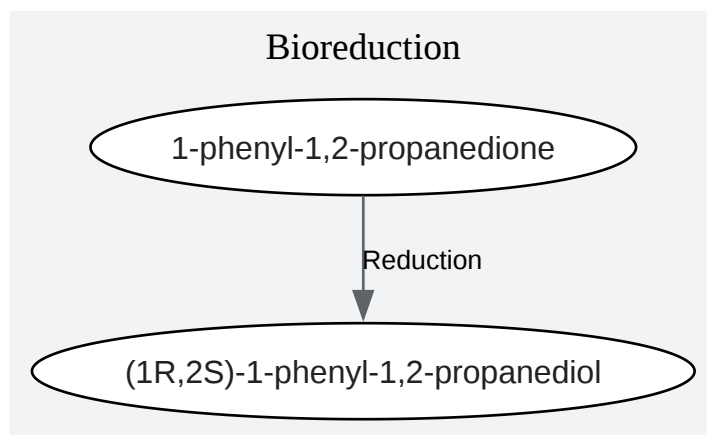 Bioreduction
1-phenyl-1,2-propanedione
Reduction
(1R,2S)-1-phenyl-1,2-propanediol